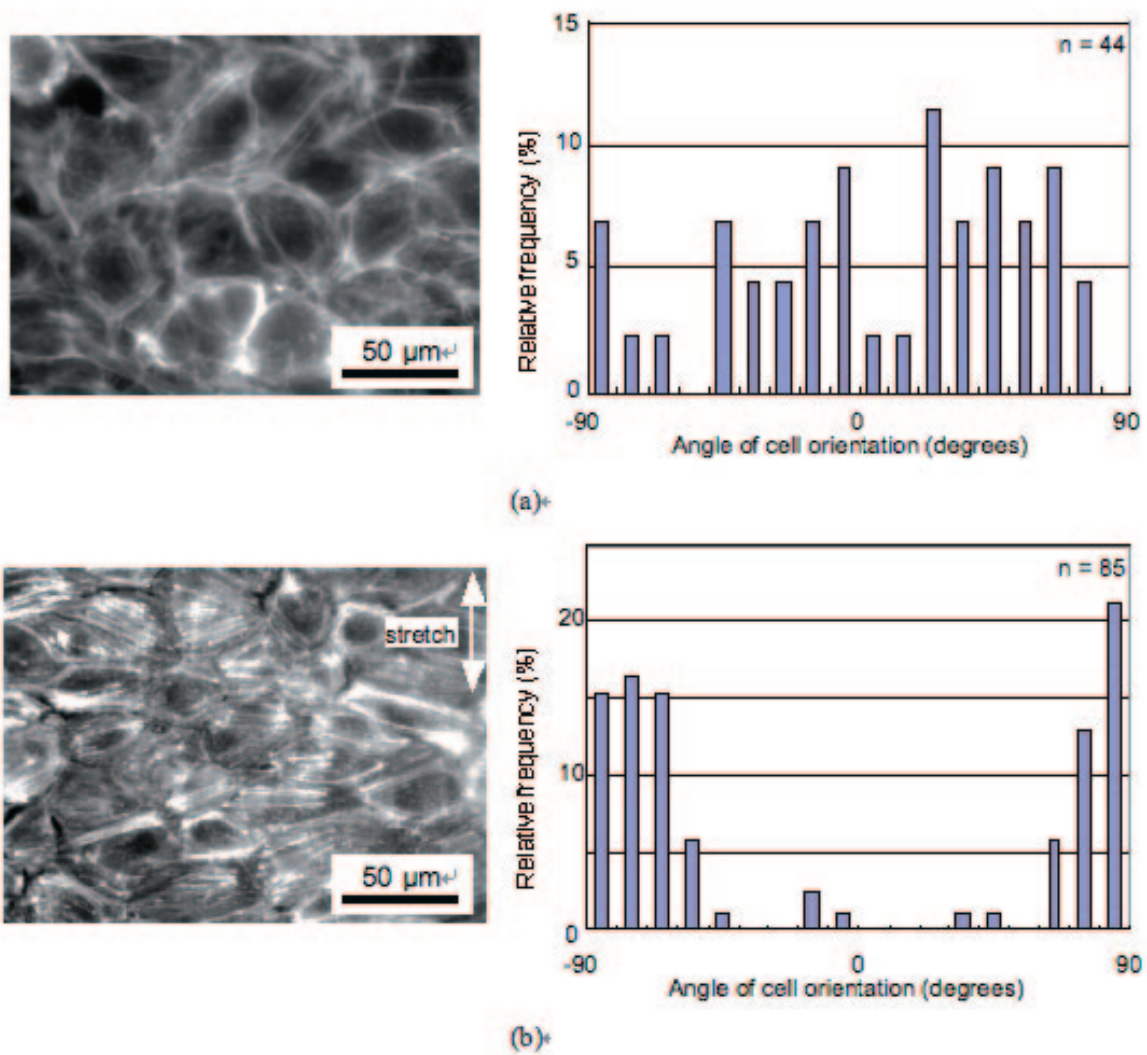 15
n = 44
10
5
0
-90
0
90
Relative frequency (%)
Angle of cell orientation (degrees)
50 μm↵
(a)↵
stretch
50 μm↵
n = 85
20
10
0
-90
0
90
Relative frequency (%)
Angle of cell orientation (degrees)
(b)↵